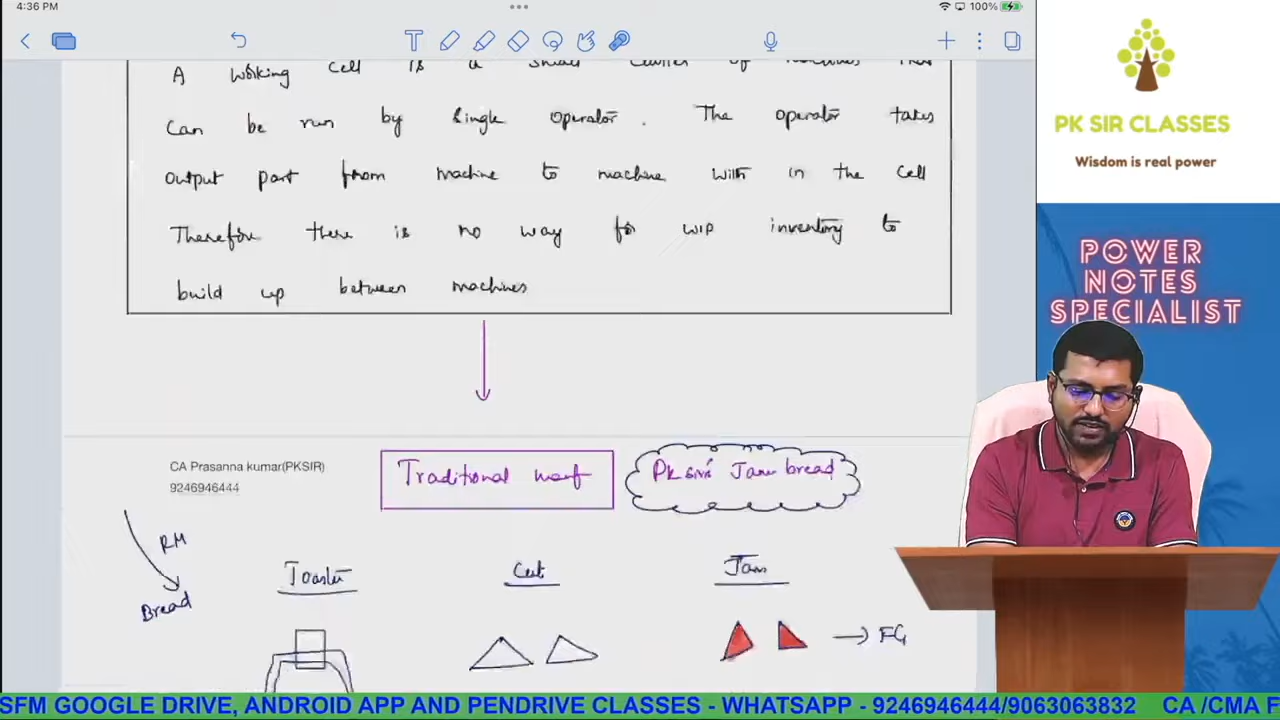 4:36 PM
100%
A working cell is a small cluster of machines that
can be run by single operator. The operator takes
output part from machine to machine with in the cell
Therefore there is no way for WIP inventory to
build up between machines
CA Prasanna kumar(PKSIR)
9246946444
Traditional manf
PK sir's Jam bread
RM
Bread
Toaster
Cut
Jam
FG
PK SIR CLASSES
Wisdom is real power
POWER
NOTES
SPECIALIST
SFM GOOGLE DRIVE, ANDROID APP AND PENDRIVE CLASSES - WHATSAPP - 9246946444/9063063832 CA /CMA F